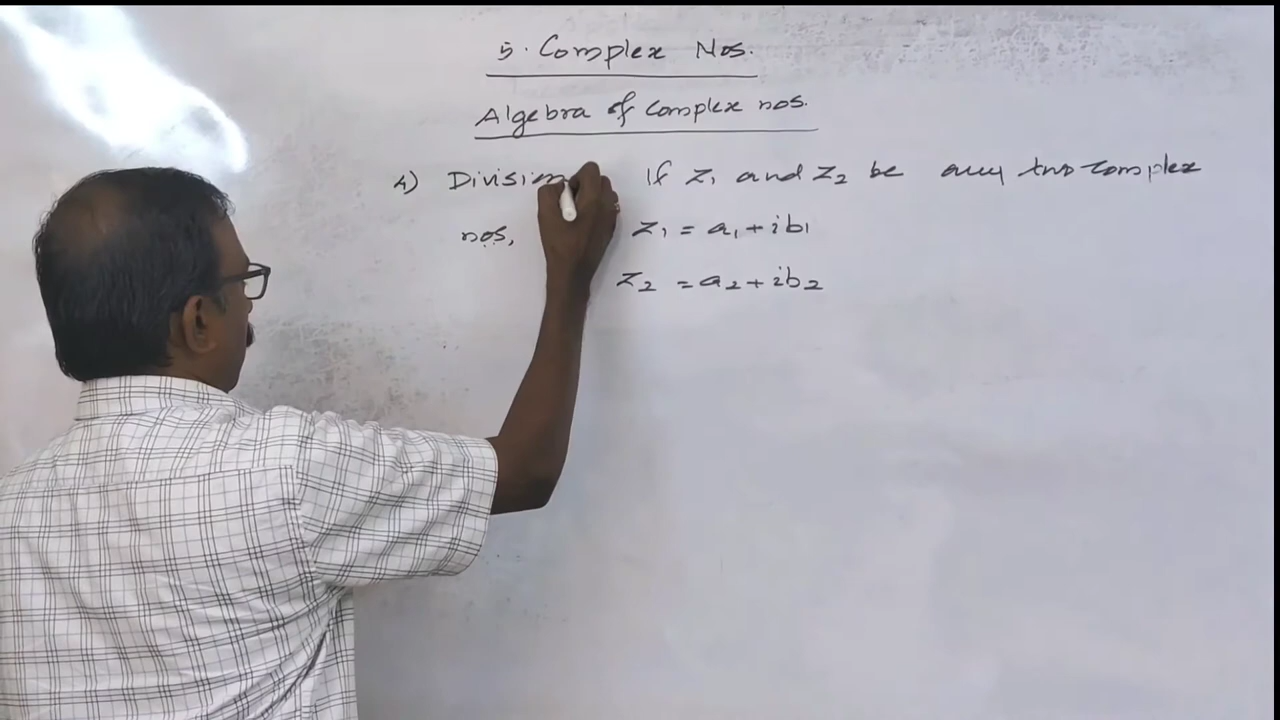 5. Complex Nos.
Algebra of complex nos.
4) Division If z₁ and z₂ be any two complex
nos, z₁ = a₁ + ib₁
z₂ = a₂ + ib₂